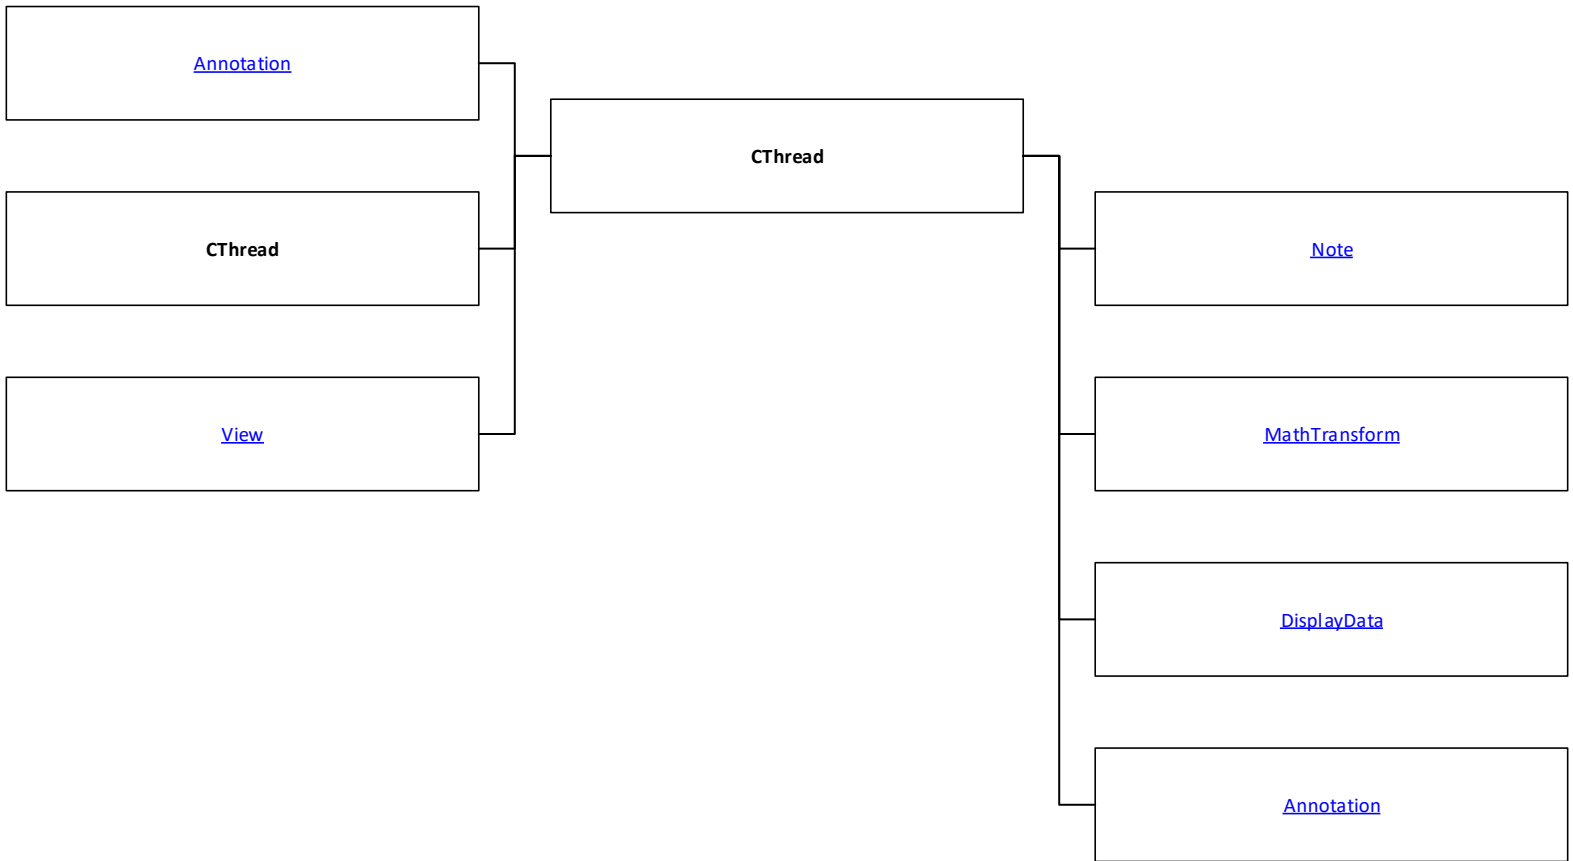 Annotation
CThread
CThread
Note
View
MathTransform
DisplayData
Annotation